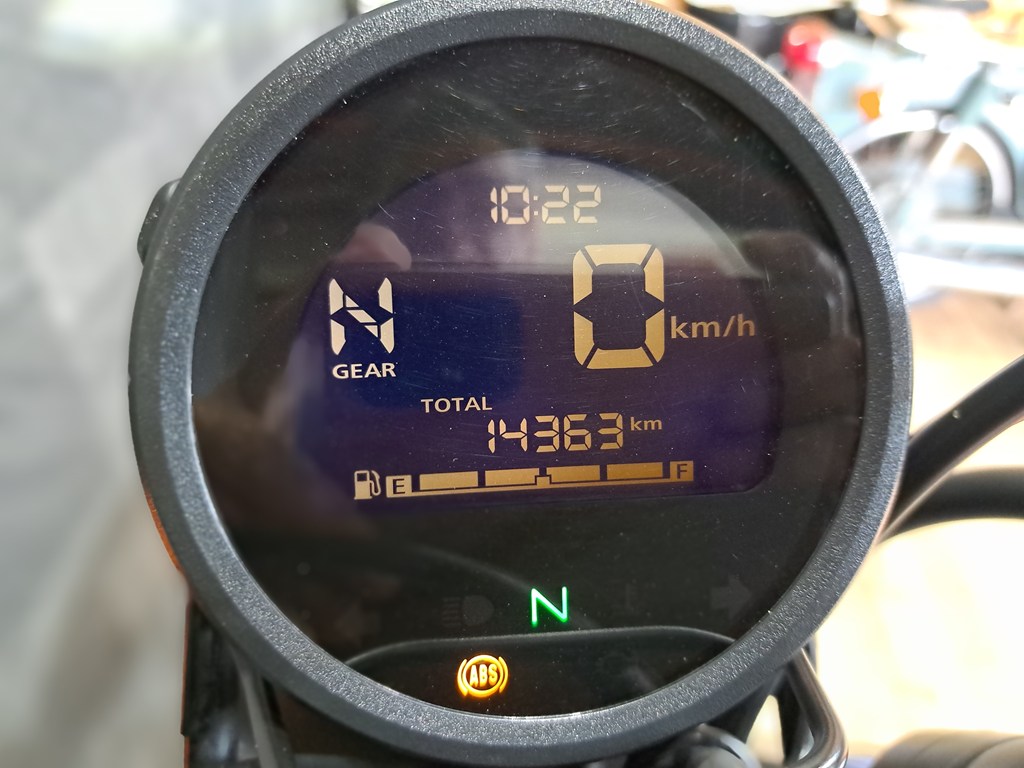 10:22
N
GEAR
0 km/h
TOTAL
14363 km
E F
N
ABS